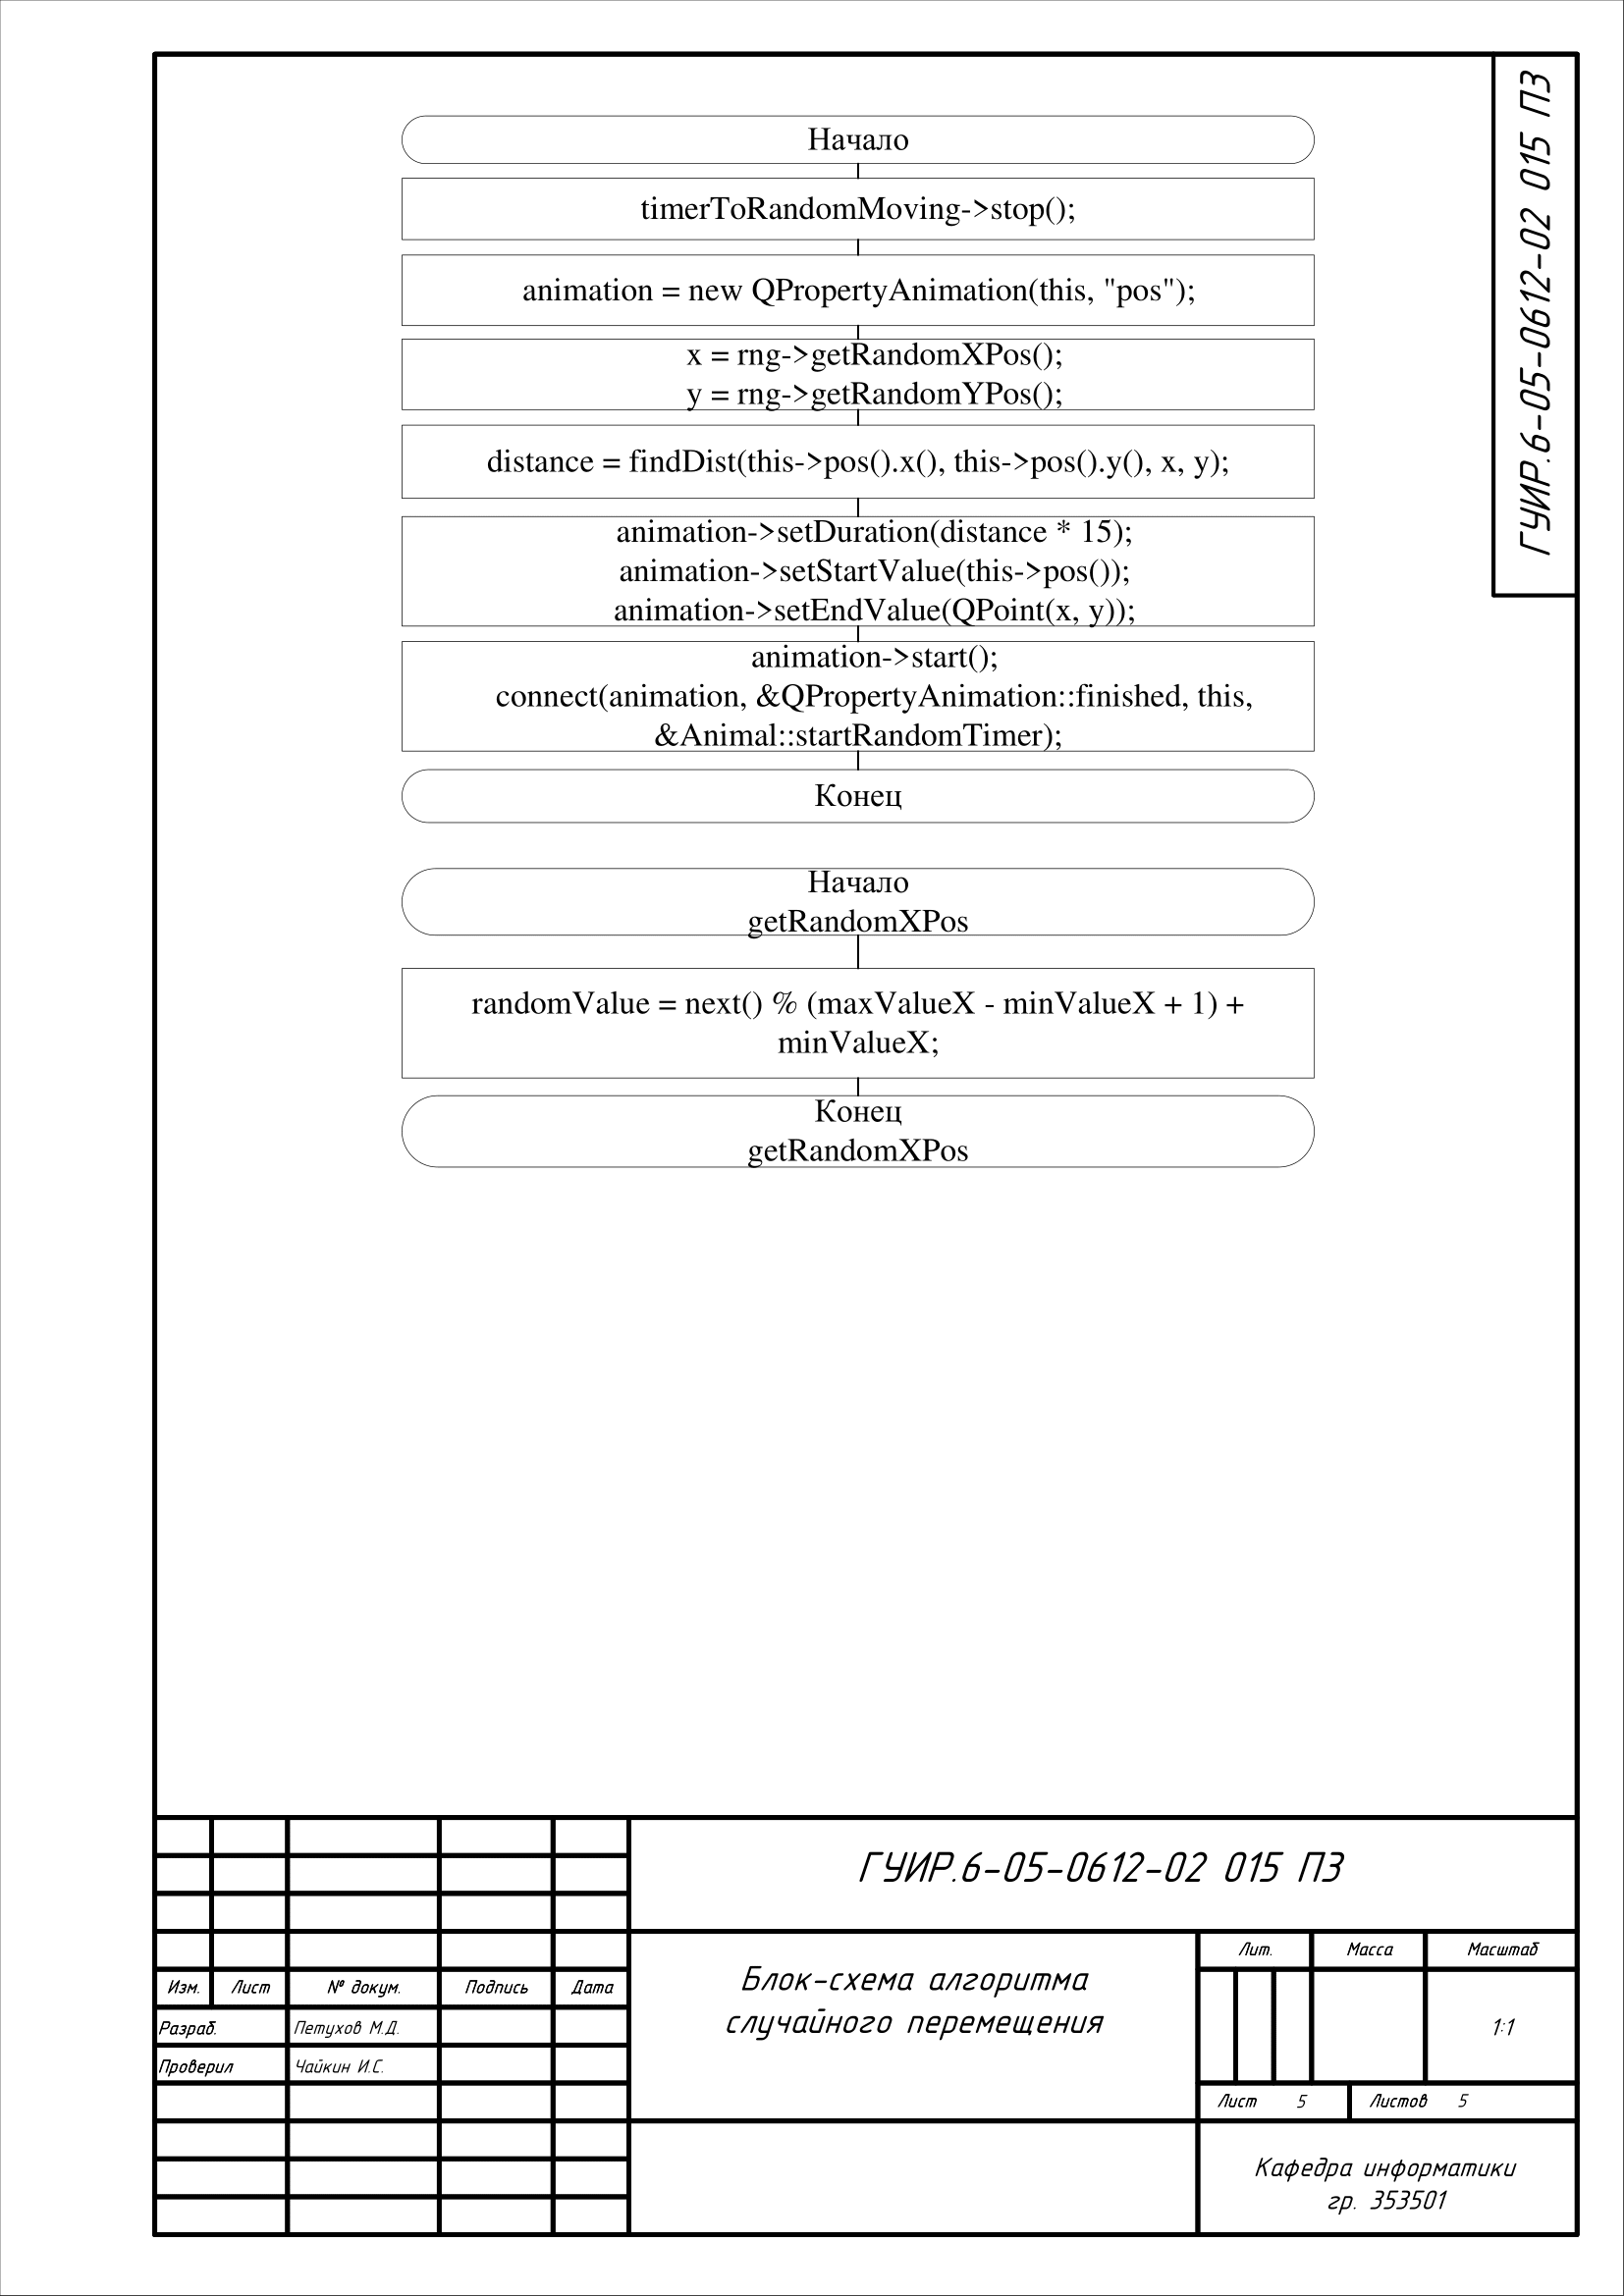 ГУИР.6-05-0612-02 015 ПЗ
Начало
timerToRandomMoving->stop();
animation = new QPropertyAnimation(this, "pos");
x = rng->getRandomXPos();
y = rng->getRandomYPos();
distance = findDist(this->pos().x(), this->pos().y(), x, y);
animation->setDuration(distance * 15);
animation->setStartValue(this->pos());
animation->setEndValue(QPoint(x, y));
animation->start();
connect(animation, &QPropertyAnimation::finished, this,
&Animal::startRandomTimer);
Конец
Начало
getRandomXPos
randomValue = next() % (maxValueX - minValueX + 1) +
minValueX;
Конец
getRandomXPos
ГУИР.6-05-0612-02 015 ПЗ
Изм. Лист № докум. Подпись Дата
Разраб. Петухов М.Д.
Проверил Чайкин И.С.
Блок-схема алгоритма
случайного перемещения
Лит. Масса Масштаб
1:1
Лист 5 Листов 5
Кафедра информатики
гр. 353501